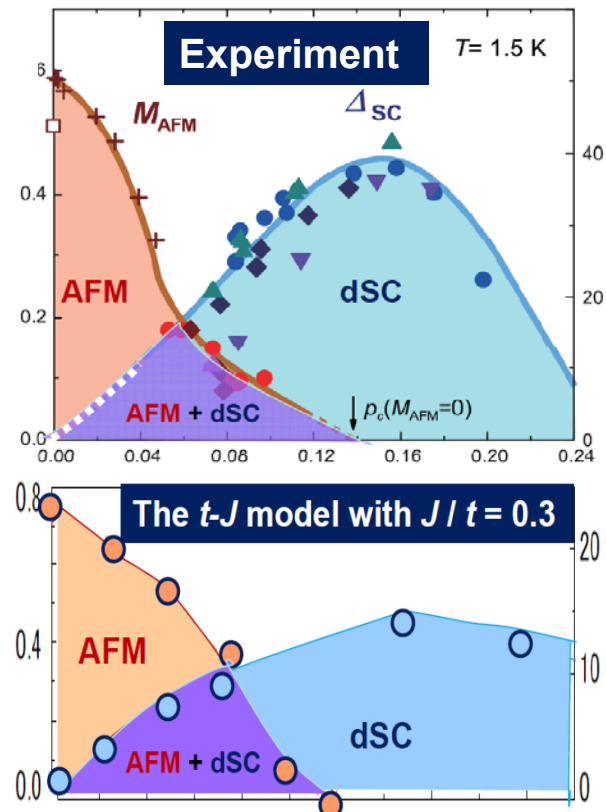 Experiment
T= 1.5 K
M_AFM
Δ_SC
AFM
dSC
AFM + dSC
p_c(M_AFM=0)
0.4
0.2
0.0
40
20
0
0.00 0.04 0.08 0.12 0.16 0.20 0.24
The t-J model with J / t = 0.3
0.8
0.4
0.0
20
10
0
AFM
dSC
AFM + dSC